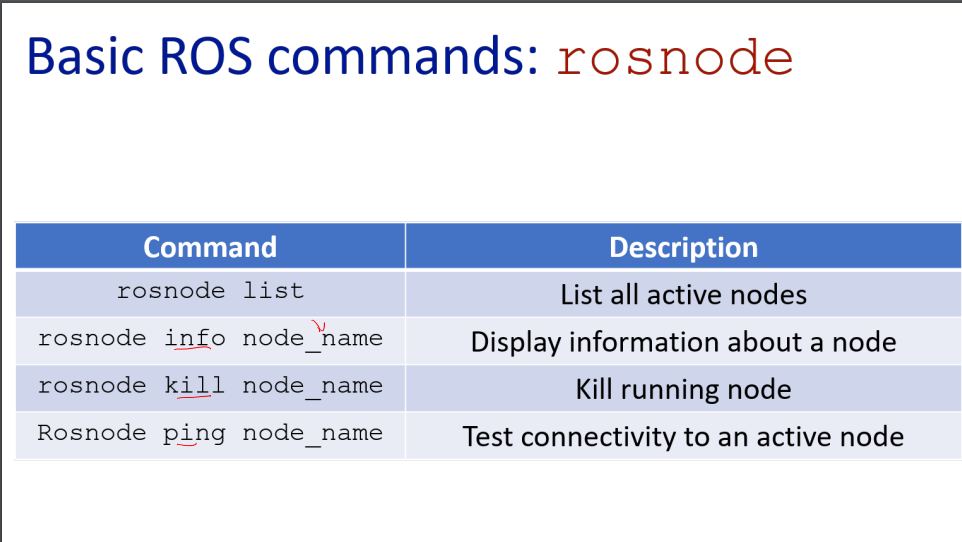 Basic ROS commands: rosnode
Command Description
rosnode list List all active nodes
rosnode info node_name Display information about a node
rosnode kill node_name Kill running node
Rosnode ping node_name Test connectivity to an active node